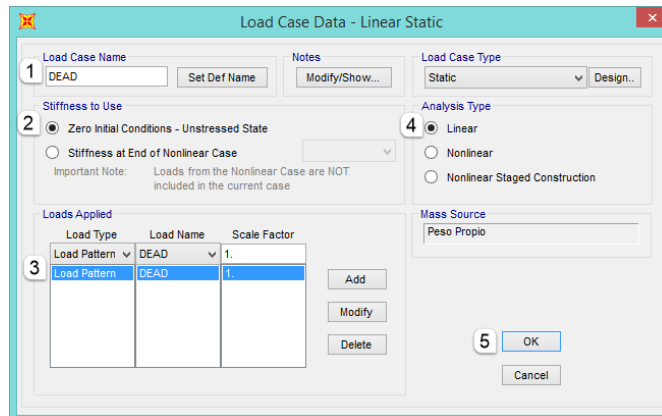 Load Case Data - Linear Static
Load Case Name
Notes
Load Case Type
1
DEAD
Set Def Name
Modify/Show...
Static
Design..
Stiffness to Use
Analysis Type
2
Zero Initial Conditions - Unstressed State
4
Linear
Stiffness at End of Nonlinear Case
Nonlinear
Important Note: Loads from the Nonlinear Case are NOT
included in the current case
Nonlinear Staged Construction
Loads Applied
Mass Source
Load Type Load Name Scale Factor
Peso Propio
Load Pattern DEAD 1.
3
Load Pattern DEAD 1.
Add
Modify
Delete
5
OK
Cancel